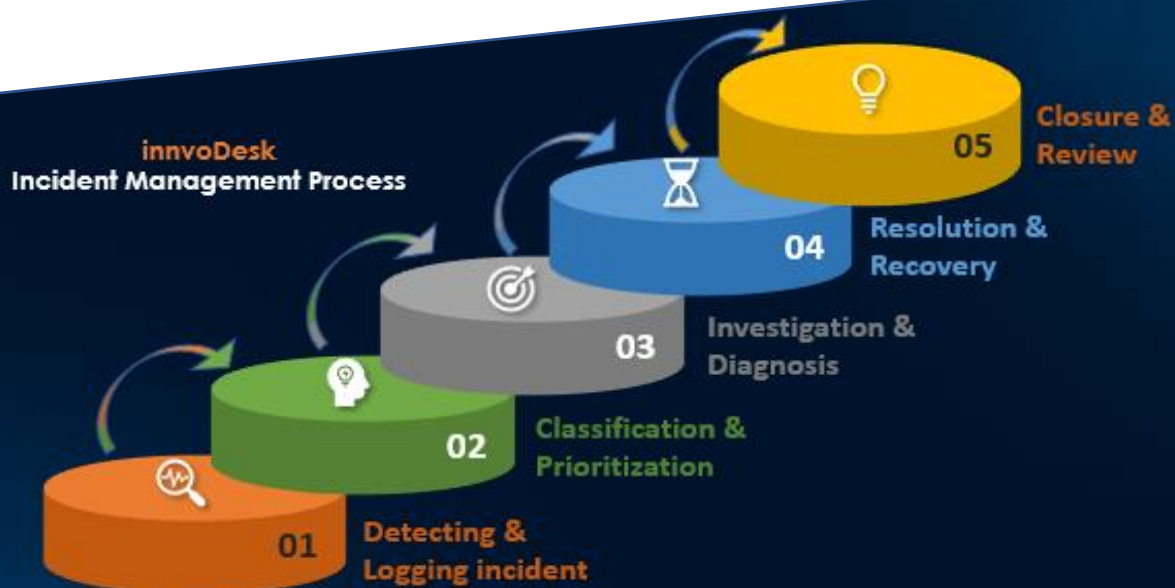 innvoDesk
Incident Management Process
05
Closure &
Review
04
Resolution &
Recovery
03
Investigation &
Diagnosis
02
Classification &
Prioritization
01
Detecting &
Logging incident